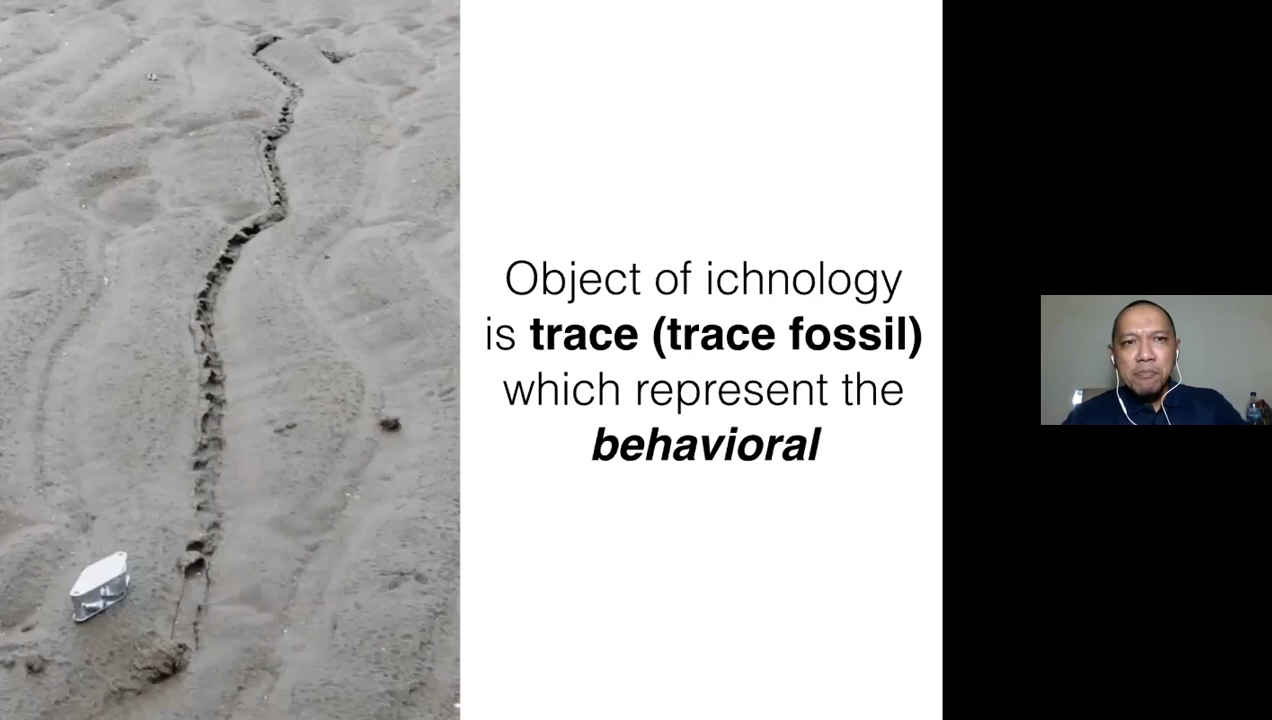 Object of ichnology
is trace (trace fossil)
which represent the
behavioral